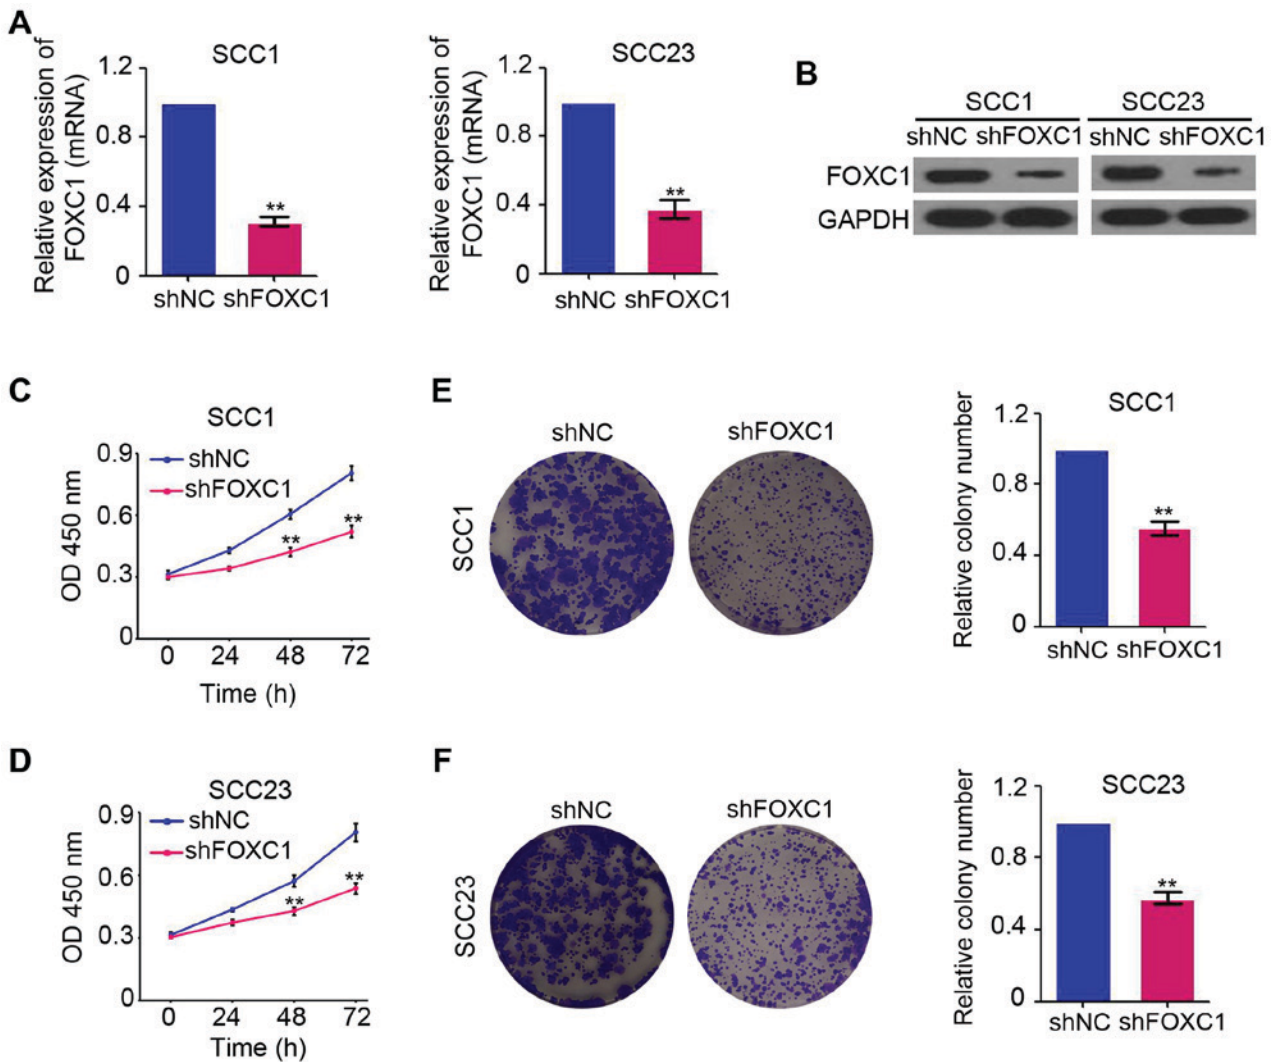 A
SCC1
Relative expression of
FOXC1 (mRNA)
1.2
0.8
0.4
0
**
shNC shFOXC1
SCC23
Relative expression of
FOXC1 (mRNA)
1.2
0.8
0.4
0
**
shNC shFOXC1
B
SCC1 SCC23
shNC shFOXC1 shNC shFOXC1
FOXC1
GAPDH
C
SCC1
OD 450 nm
0.9
0.6
0.3
0
shNC
shFOXC1
** **
0 24 48 72
Time (h)
E
shNC shFOXC1
SCC1
SCC1
Relative colony number
1.2
0.8
0.4
0
**
shNC shFOXC1
D
SCC23
OD 450 nm
0.9
0.6
0.3
0
shNC
shFOXC1
** **
0 24 48 72
Time (h)
F
shNC shFOXC1
SCC23
SCC23
Relative colony number
1.2
0.8
0.4
0
**
shNC shFOXC1